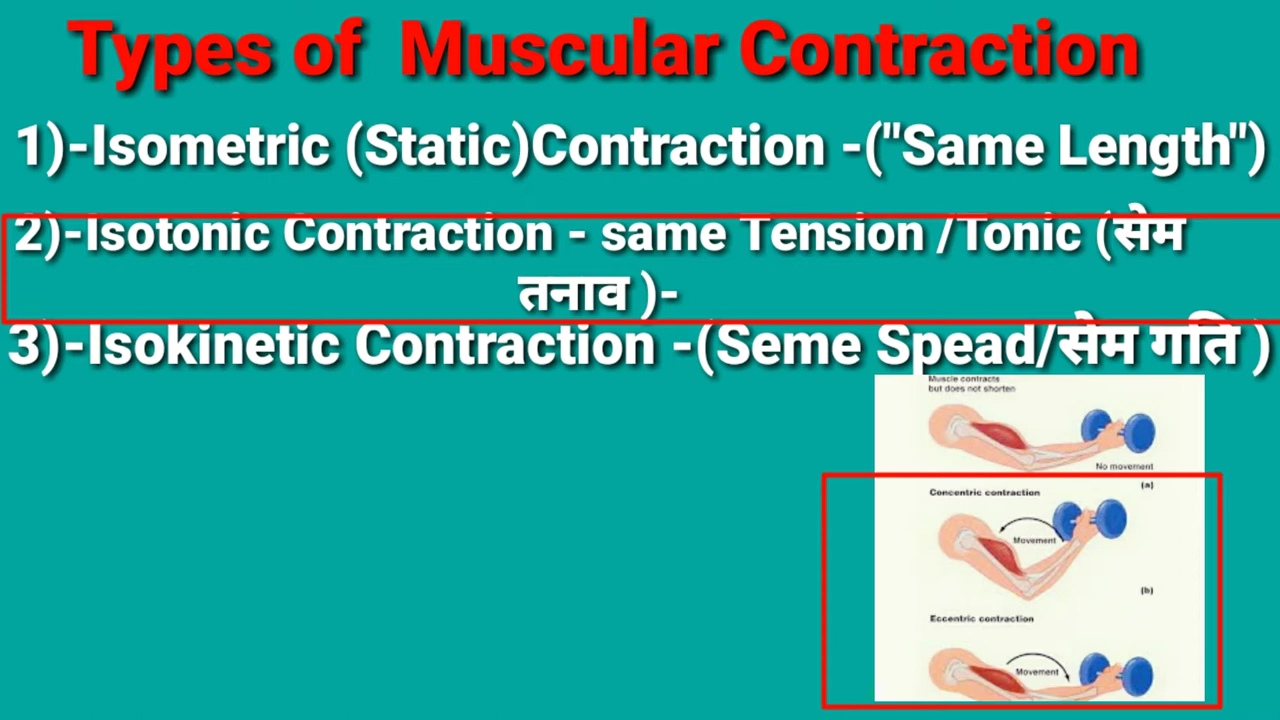 Types of Muscular Contraction
1)-Isometric (Static)Contraction -("Same Length")
2)-Isotonic Contraction - same Tension /Tonic (सेम
तनाव )-
3)-Isokinetic Contraction -(Seme Spead/सेम गति )
Muscle contracts
but does not shorten
No movement
(a)
Concentric contraction
Movement
(b)
Eccentric contraction
Movement